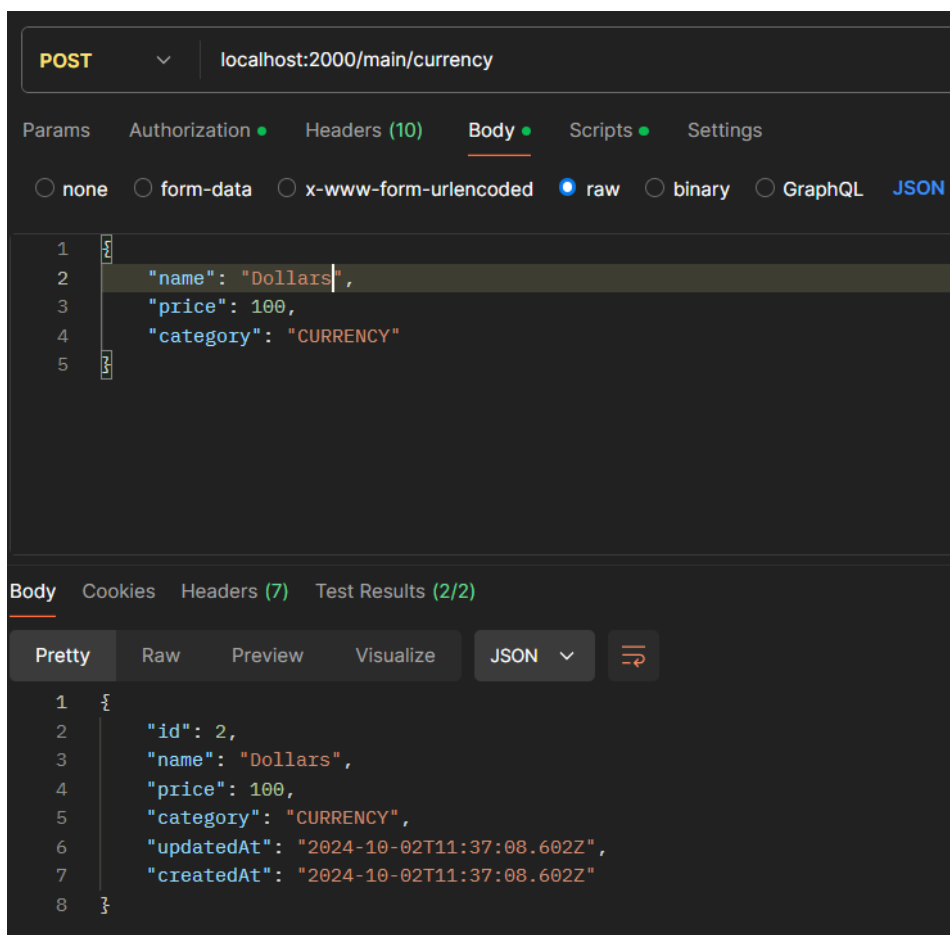 POST localhost:2000/main/currency
Params Authorization Headers (10) Body Scripts Settings
none form-data x-www-form-urlencoded raw binary GraphQL JSON
1 {
2 "name": "Dollars",
3 "price": 100,
4 "category": "CURRENCY"
5 }
Body Cookies Headers (7) Test Results (2/2)
Pretty Raw Preview Visualize JSON
1 {
2 "id": 2,
3 "name": "Dollars",
4 "price": 100,
5 "category": "CURRENCY",
6 "updatedAt": "2024-10-02T11:37:08.602Z",
7 "createdAt": "2024-10-02T11:37:08.602Z"
8 }